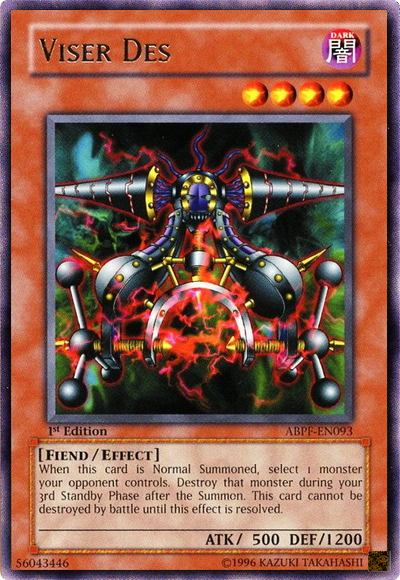 VISER DES
DARK
闇
1st Edition
ABPF-EN093
[FIEND / EFFECT]
When this card is Normal Summoned, select 1 monster
your opponent controls. Destroy that monster during your
3rd Standby Phase after the Summon. This card cannot be
destroyed by battle until this effect is resolved.
ATK/ 500 DEF/1200
56043446
©1996 KAZUKI TAKAHASHI